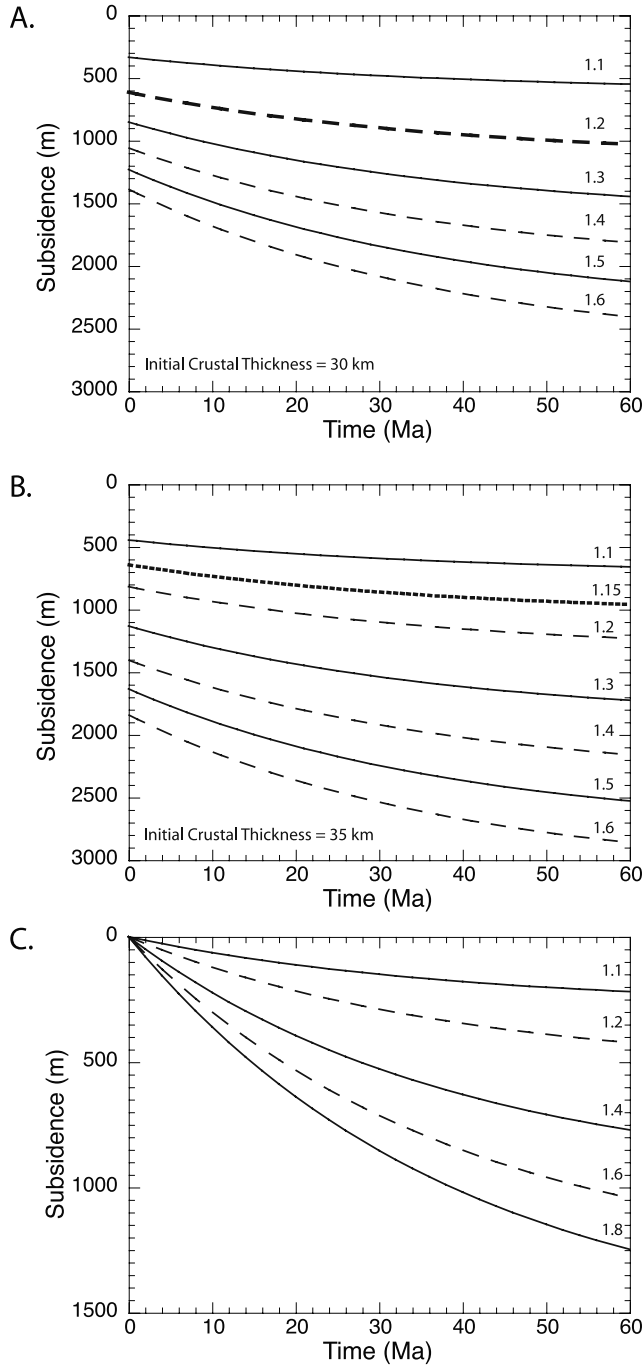 A.
0
500
1000
1500
2000
2500
3000
Subsidence (m)
1.1
1.2
1.3
1.4
1.5
1.6
Initial Crustal Thickness = 30 km
0 10 20 30 40 50 60
Time (Ma)
B.
0
500
1000
1500
2000
2500
3000
Subsidence (m)
1.1
1.15
1.2
1.3
1.4
1.5
1.6
Initial Crustal Thickness = 35 km
0 10 20 30 40 50 60
Time (Ma)
C.
0
500
1000
1500
Subsidence (m)
1.1
1.2
1.4
1.6
1.8
0 10 20 30 40 50 60
Time (Ma)